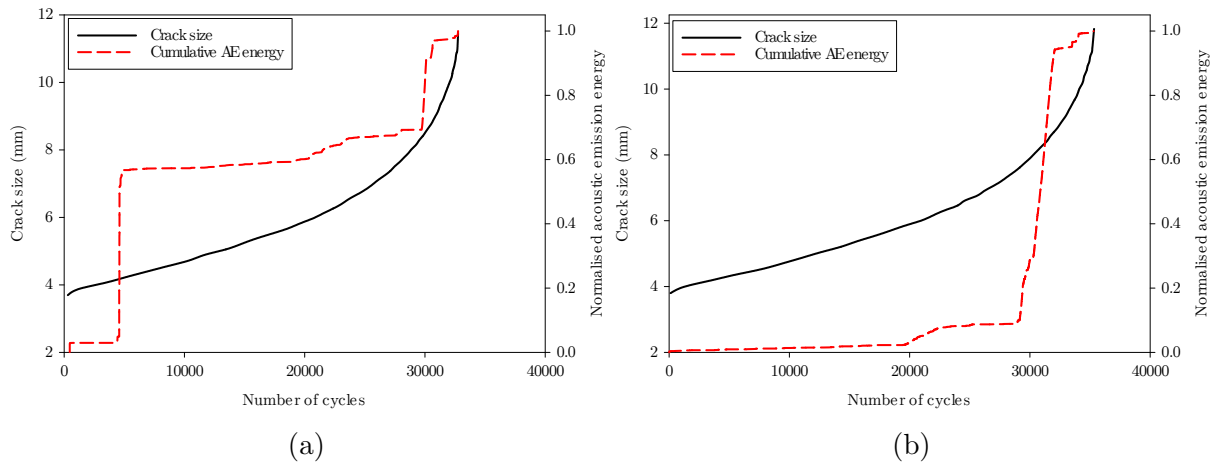 Crack size
Cumulative AE energy
12
10
8
6
4
2
Crack size (mm)
1.0
0.8
0.6
0.4
0.2
0.0
Normalised acoustic emission energy
0
10000
20000
30000
40000
Number of cycles
(a)
Crack size
Cumulative AE energy
12
10
8
6
4
2
Crack size (mm)
1.0
0.8
0.6
0.4
0.2
0.0
Normalised acoustic emission energy
0
10000
20000
30000
40000
Number of cycles
(b)